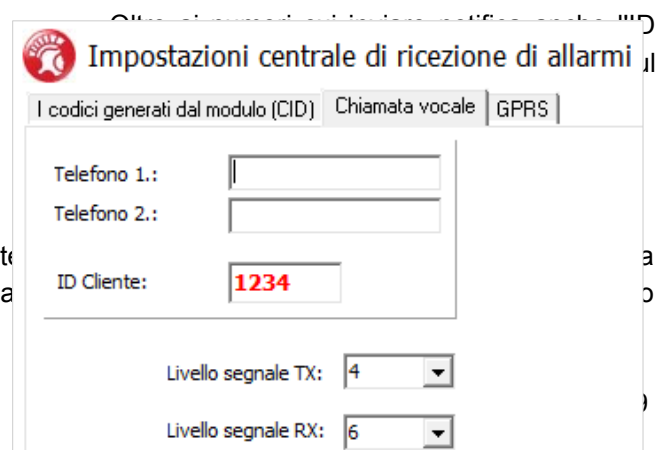 Impostazioni centrale di ricezione di allarmi
I codici generati dal modulo (CID) Chiamata vocale GPRS
Telefono 1.:
Telefono 2.:
ID Cliente: 1234
Livello segnale TX: 4
Livello segnale RX: 6